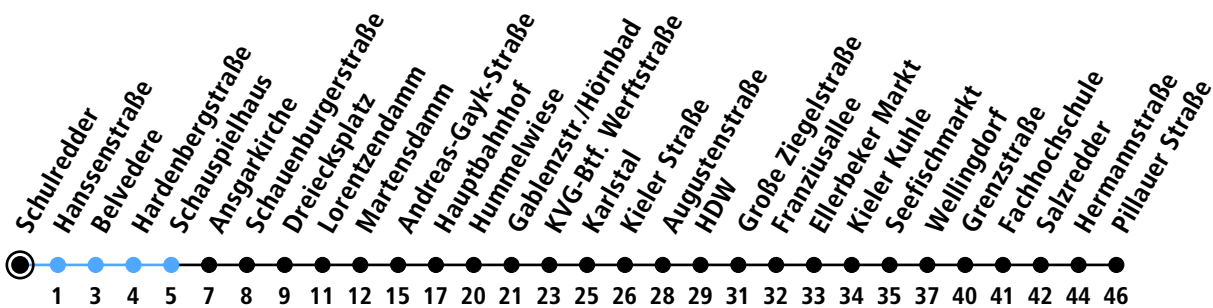 Schulredder
Hanssenstraße
Belvedere
Hardenbergstraße
Schauspielhaus
Ansgarkirche
Schauenburgerstraße
Dreiecksplatz
Lorentzendamm
Martensdamm
Andreas-Gayk-Straße
Hauptbahnhof
Hummelwiese
Gablenzstr./Hörnbad
KVG-Btf. Werftstraße
Karlstal
Kieler Straße
Augustenstraße
HDW
Große Ziegelstraße
Franziusallee
Ellerbeker Markt
Kieler Kuhle
Seefischmarkt
Wellingdorf
Grenzstraße
Fachhochschule
Salzredder
Hermannstraße
Pillauer Straße
1 3 4 5 7 8 9 11 12 15 17 20 21 23 25 26 28 29 31 32 33 34 35 37 40 41 42 44 46